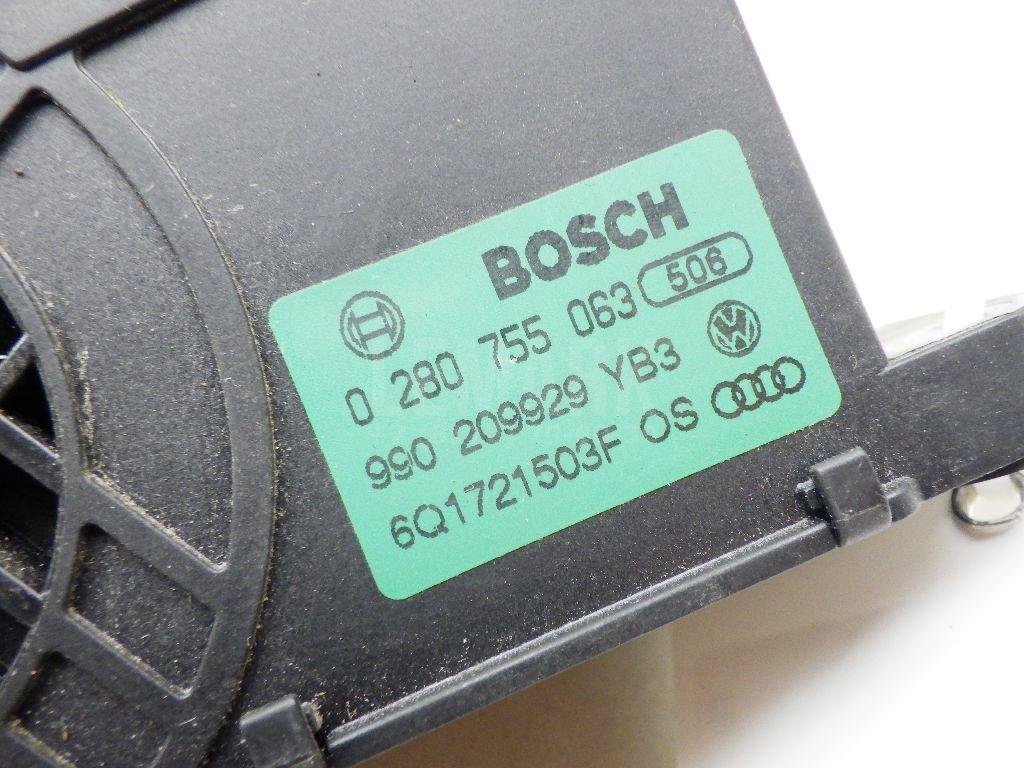 BOSCH
0 280 755 063 506
990 209929 YB3
6Q1721503F OS